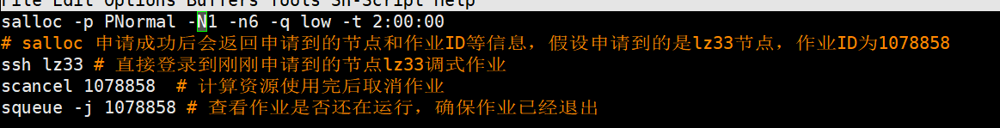 File Edit Options Buffers Tools Sh-Script Help
salloc -p PNormal -N1 -n6 -q low -t 2:00:00
# salloc 申请成功后会返回申请到的节点和作业ID等信息，假设申请到的是lz33节点，作业ID为1078858
ssh lz33 # 直接登录到刚刚申请到的节点lz33调式作业
scancel 1078858  # 计算资源使用完后取消作业
squeue -j 1078858 # 查看作业是否还在运行，确保作业已经退出